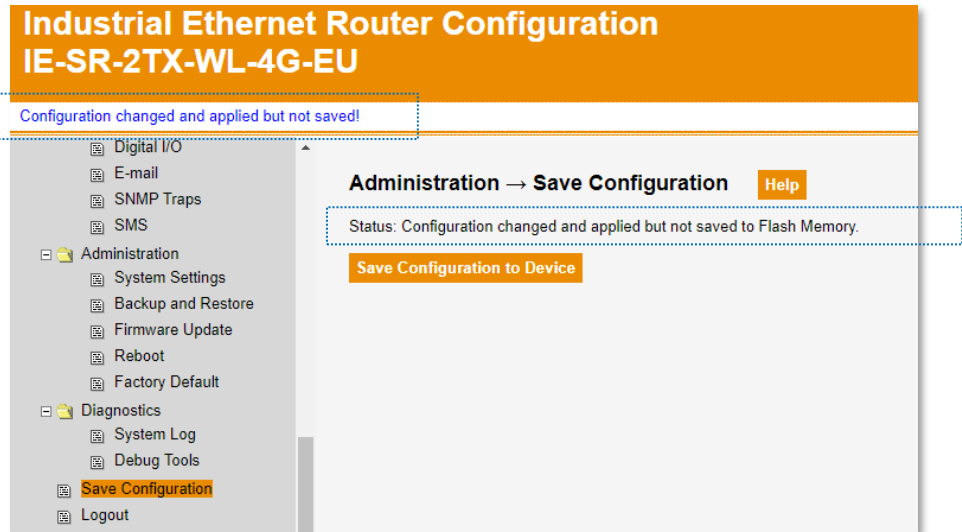 Industrial Ethernet Router Configuration
IE-SR-2TX-WL-4G-EU
Configuration changed and applied but not saved!
Digital I/O
E-mail
SNMP Traps
SMS
Administration
System Settings
Backup and Restore
Firmware Update
Reboot
Factory Default
Diagnostics
System Log
Debug Tools
Save Configuration
Logout
Administration → Save Configuration Help
Status: Configuration changed and applied but not saved to Flash Memory.
Save Configuration to Device